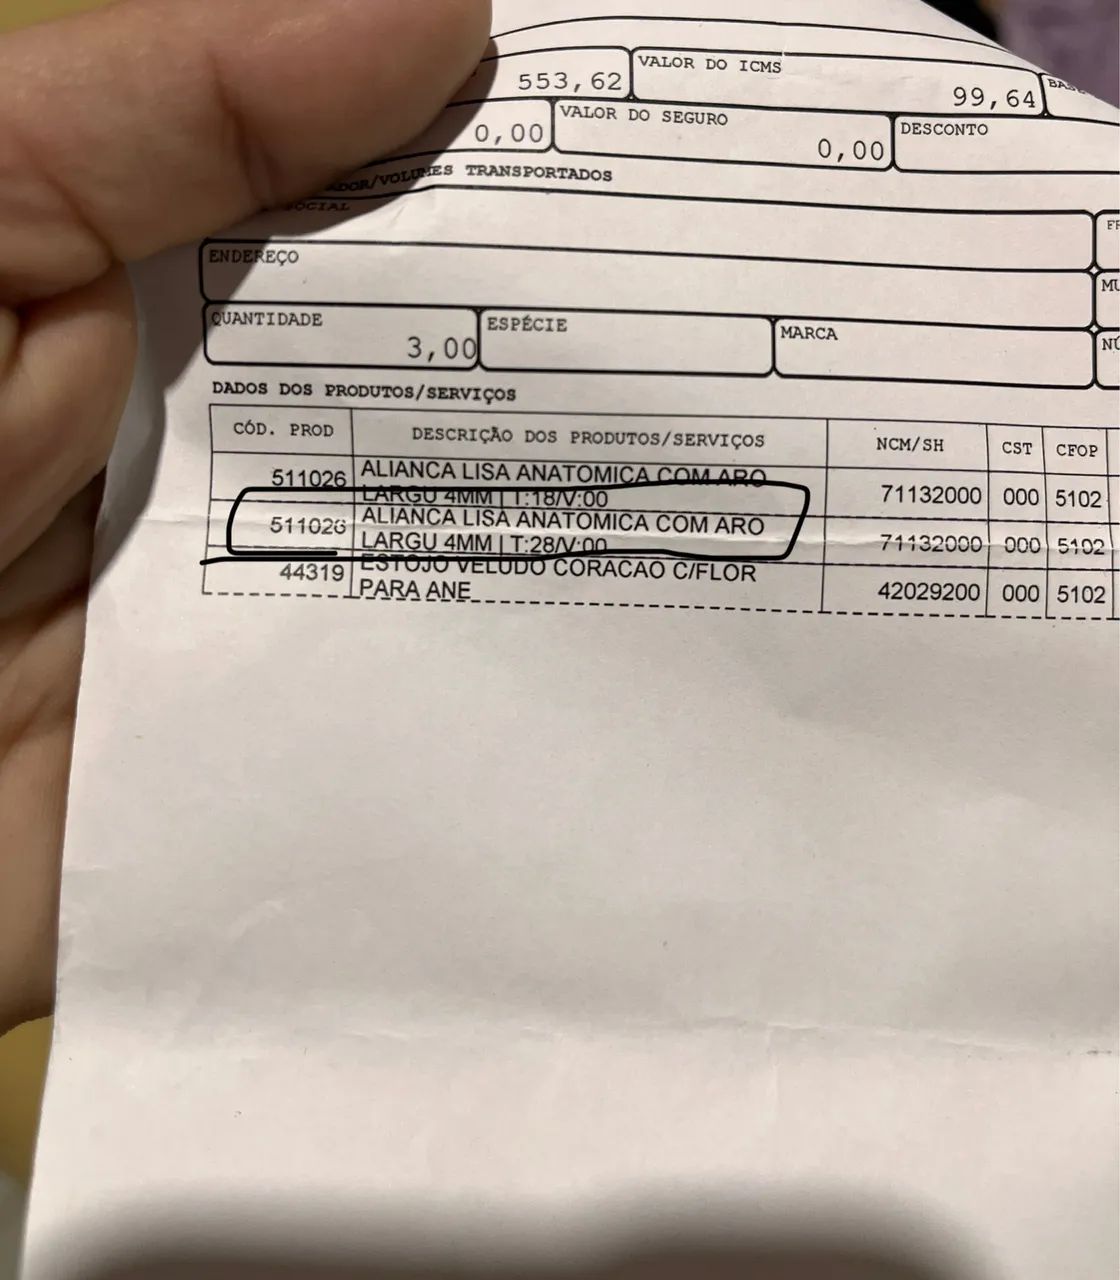 553,62
VALOR DO ICMS
99,64
0,00
VALOR DO SEGURO
0,00
DESCONTO
VOLUMES TRANSPORTADOS
SOCIAL
ENDEREÇO
QUANTIDADE
3,00
ESPÉCIE
MARCA
DADOS DOS PRODUTOS/SERVIÇOS
CÓD. PROD DESCRIÇÃO DOS PRODUTOS/SERVIÇOS NCM/SH CST CFOP
511026 ALIANCA LISA ANATOMICA COM ARO
LARGU 4MM | T:18/V:00 71132000 000 5102
511026 ALIANCA LISA ANATOMICA COM ARO
LARGU 4MM | T:28/V:00 71132000 000 5102
44319 ESTOJO VELUDO CORACAO C/FLOR
PARA ANE 42029200 000 5102